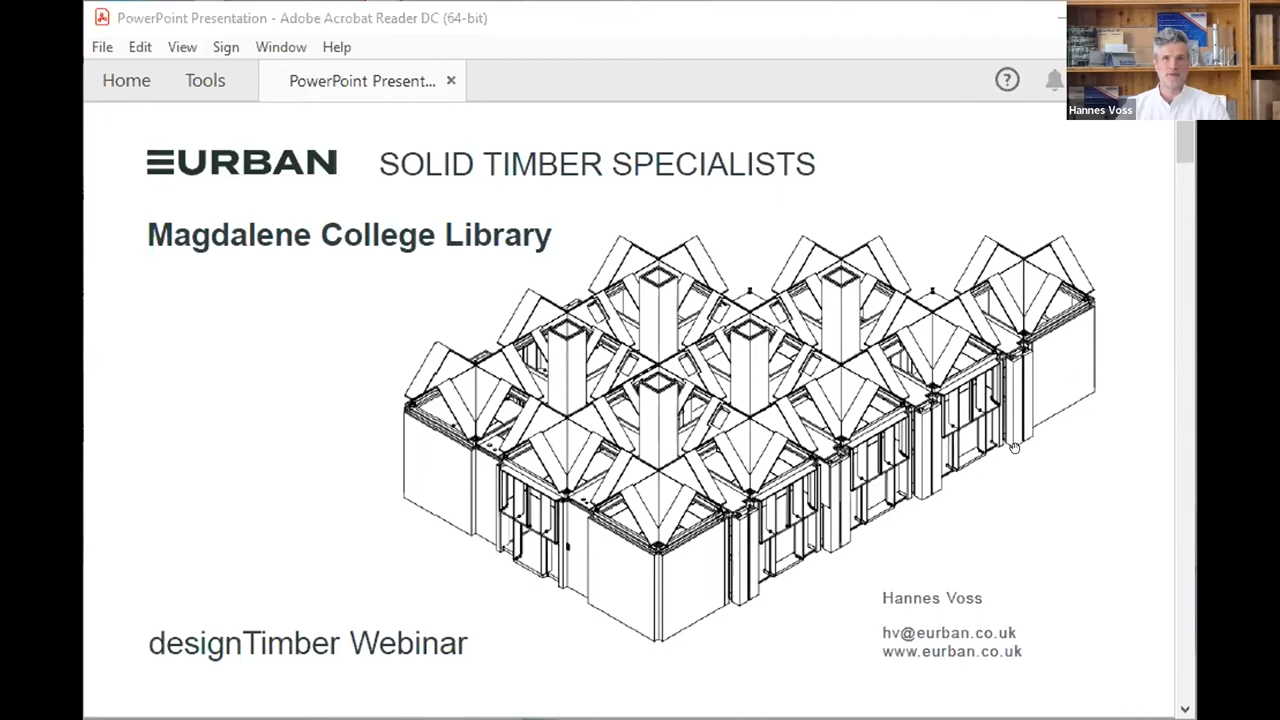 PowerPoint Presentation - Adobe Acrobat Reader DC (64-bit)
File Edit View Sign Window Help
Home Tools PowerPoint Present... ×
Hannes Voss
EURBAN SOLID TIMBER SPECIALISTS
Magdalene College Library
designTimber Webinar
Hannes Voss
hv@eurban.co.uk
www.eurban.co.uk